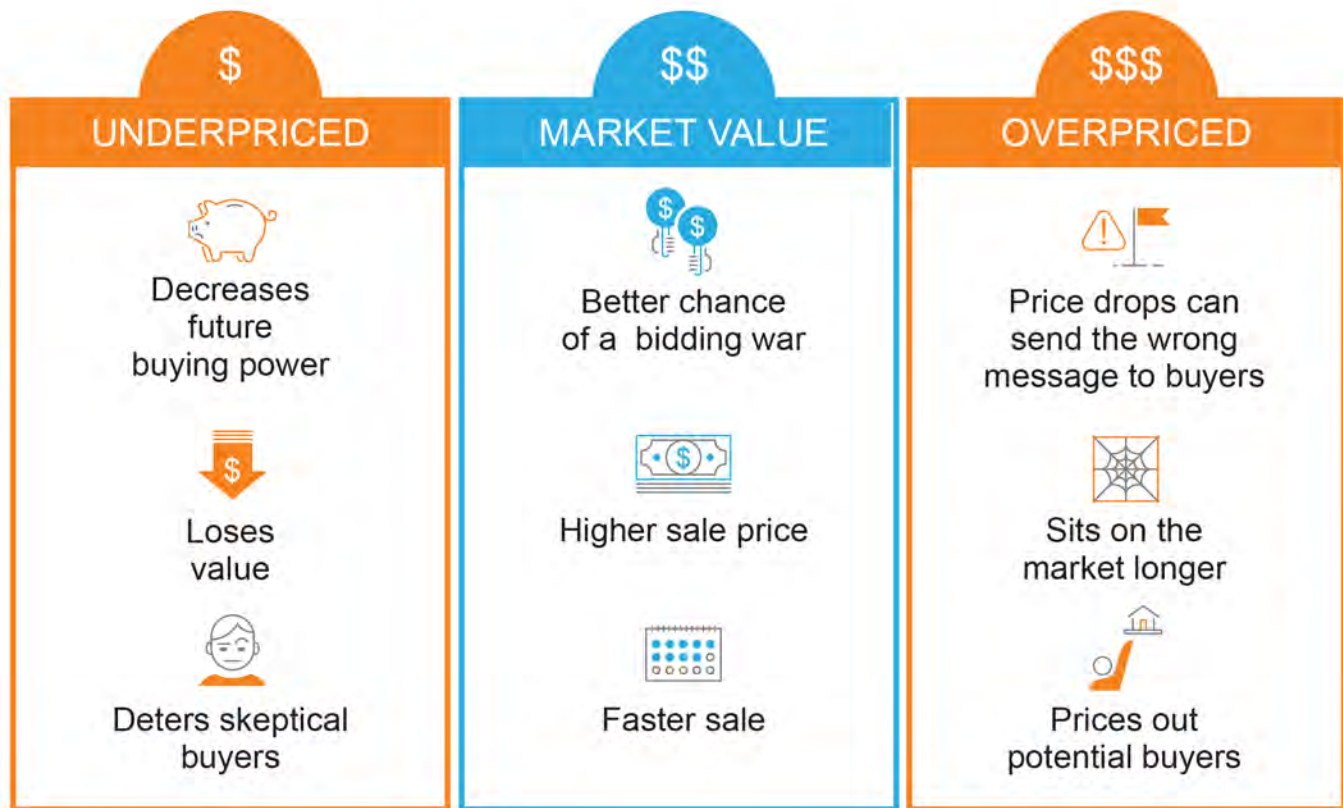 $
UNDERPRICED
Decreases
future
buying power
$
Loses
value
Deters skeptical
buyers
$$
MARKET VALUE
$
$
Better chance
of a bidding war
$
Higher sale price
Faster sale
$$$
OVERPRICED
!
Price drops can
send the wrong
message to buyers
Sits on the
market longer
Prices out
potential buyers